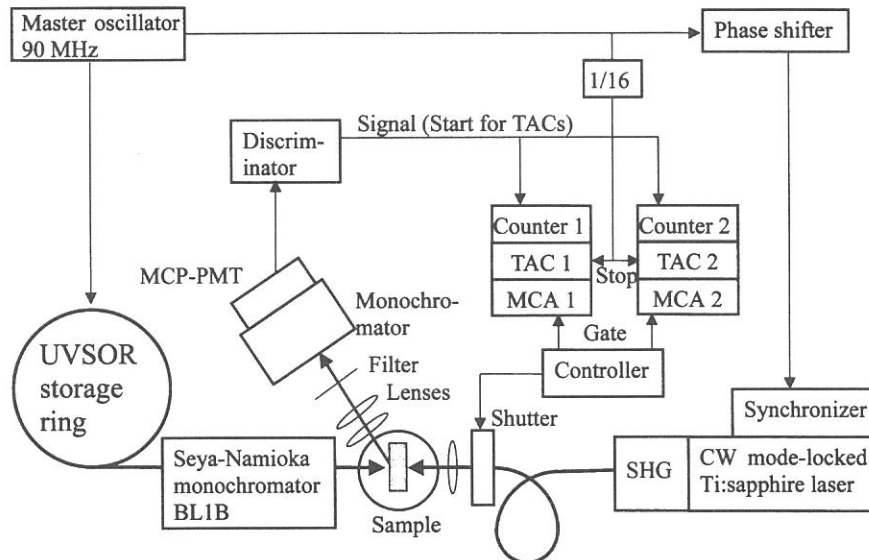 Master oscillator
90 MHz
Phase shifter
1/16
Signal (Start for TACs)
Discrim-
inator
Counter 1
Counter 2
TAC 1
TAC 2
Stop
MCA 1
MCA 2
MCP-PMT
Monochro-
mator
Gate
Controller
Filter
Lenses
UVSOR
storage
ring
Shutter
Synchronizer
Seya-Namioka
monochromator
BL1B
SHG
CW mode-locked
Ti:sapphire laser
Sample